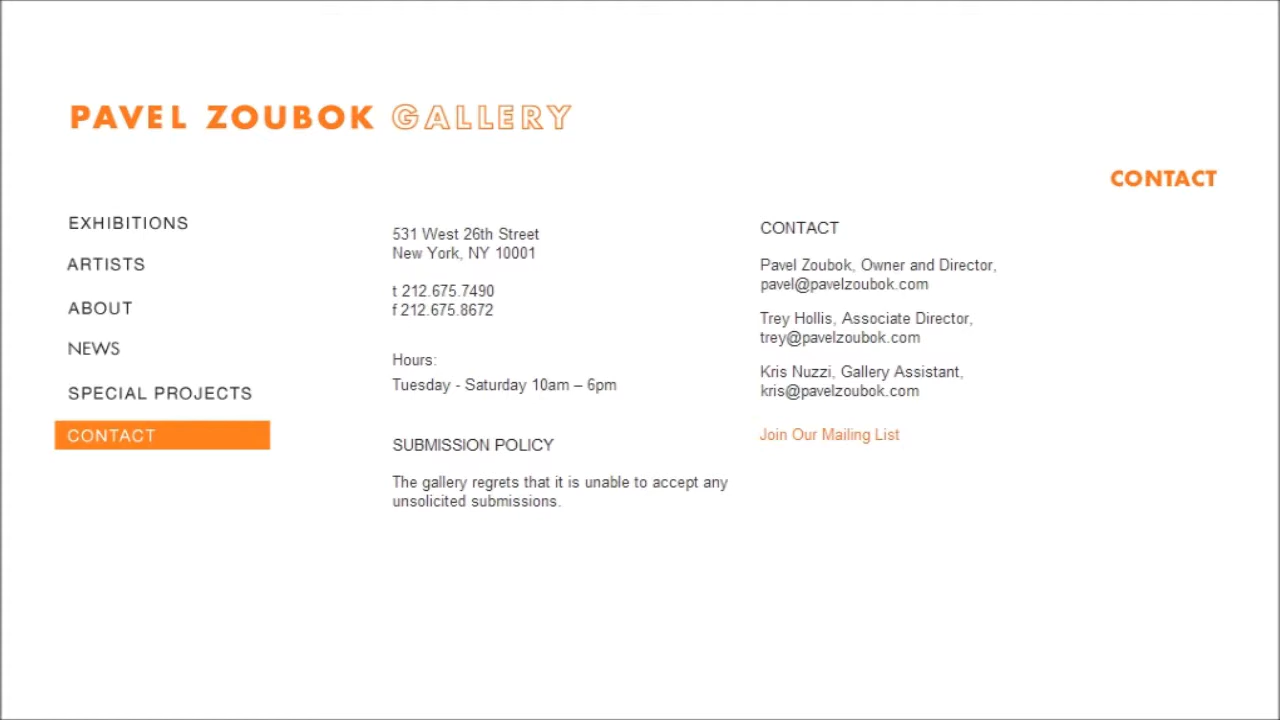 PAVEL ZOUBOK GALLERY
CONTACT
EXHIBITIONS
ARTISTS
ABOUT
NEWS
SPECIAL PROJECTS
CONTACT
531 West 26th Street
New York, NY 10001
t 212.675.7490
f 212.675.8672
Hours:
Tuesday - Saturday 10am – 6pm
SUBMISSION POLICY
The gallery regrets that it is unable to accept any
unsolicited submissions.
CONTACT
Pavel Zoubok, Owner and Director,
pavel@pavelzoubok.com
Trey Hollis, Associate Director,
trey@pavelzoubok.com
Kris Nuzzi, Gallery Assistant,
kris@pavelzoubok.com
Join Our Mailing List